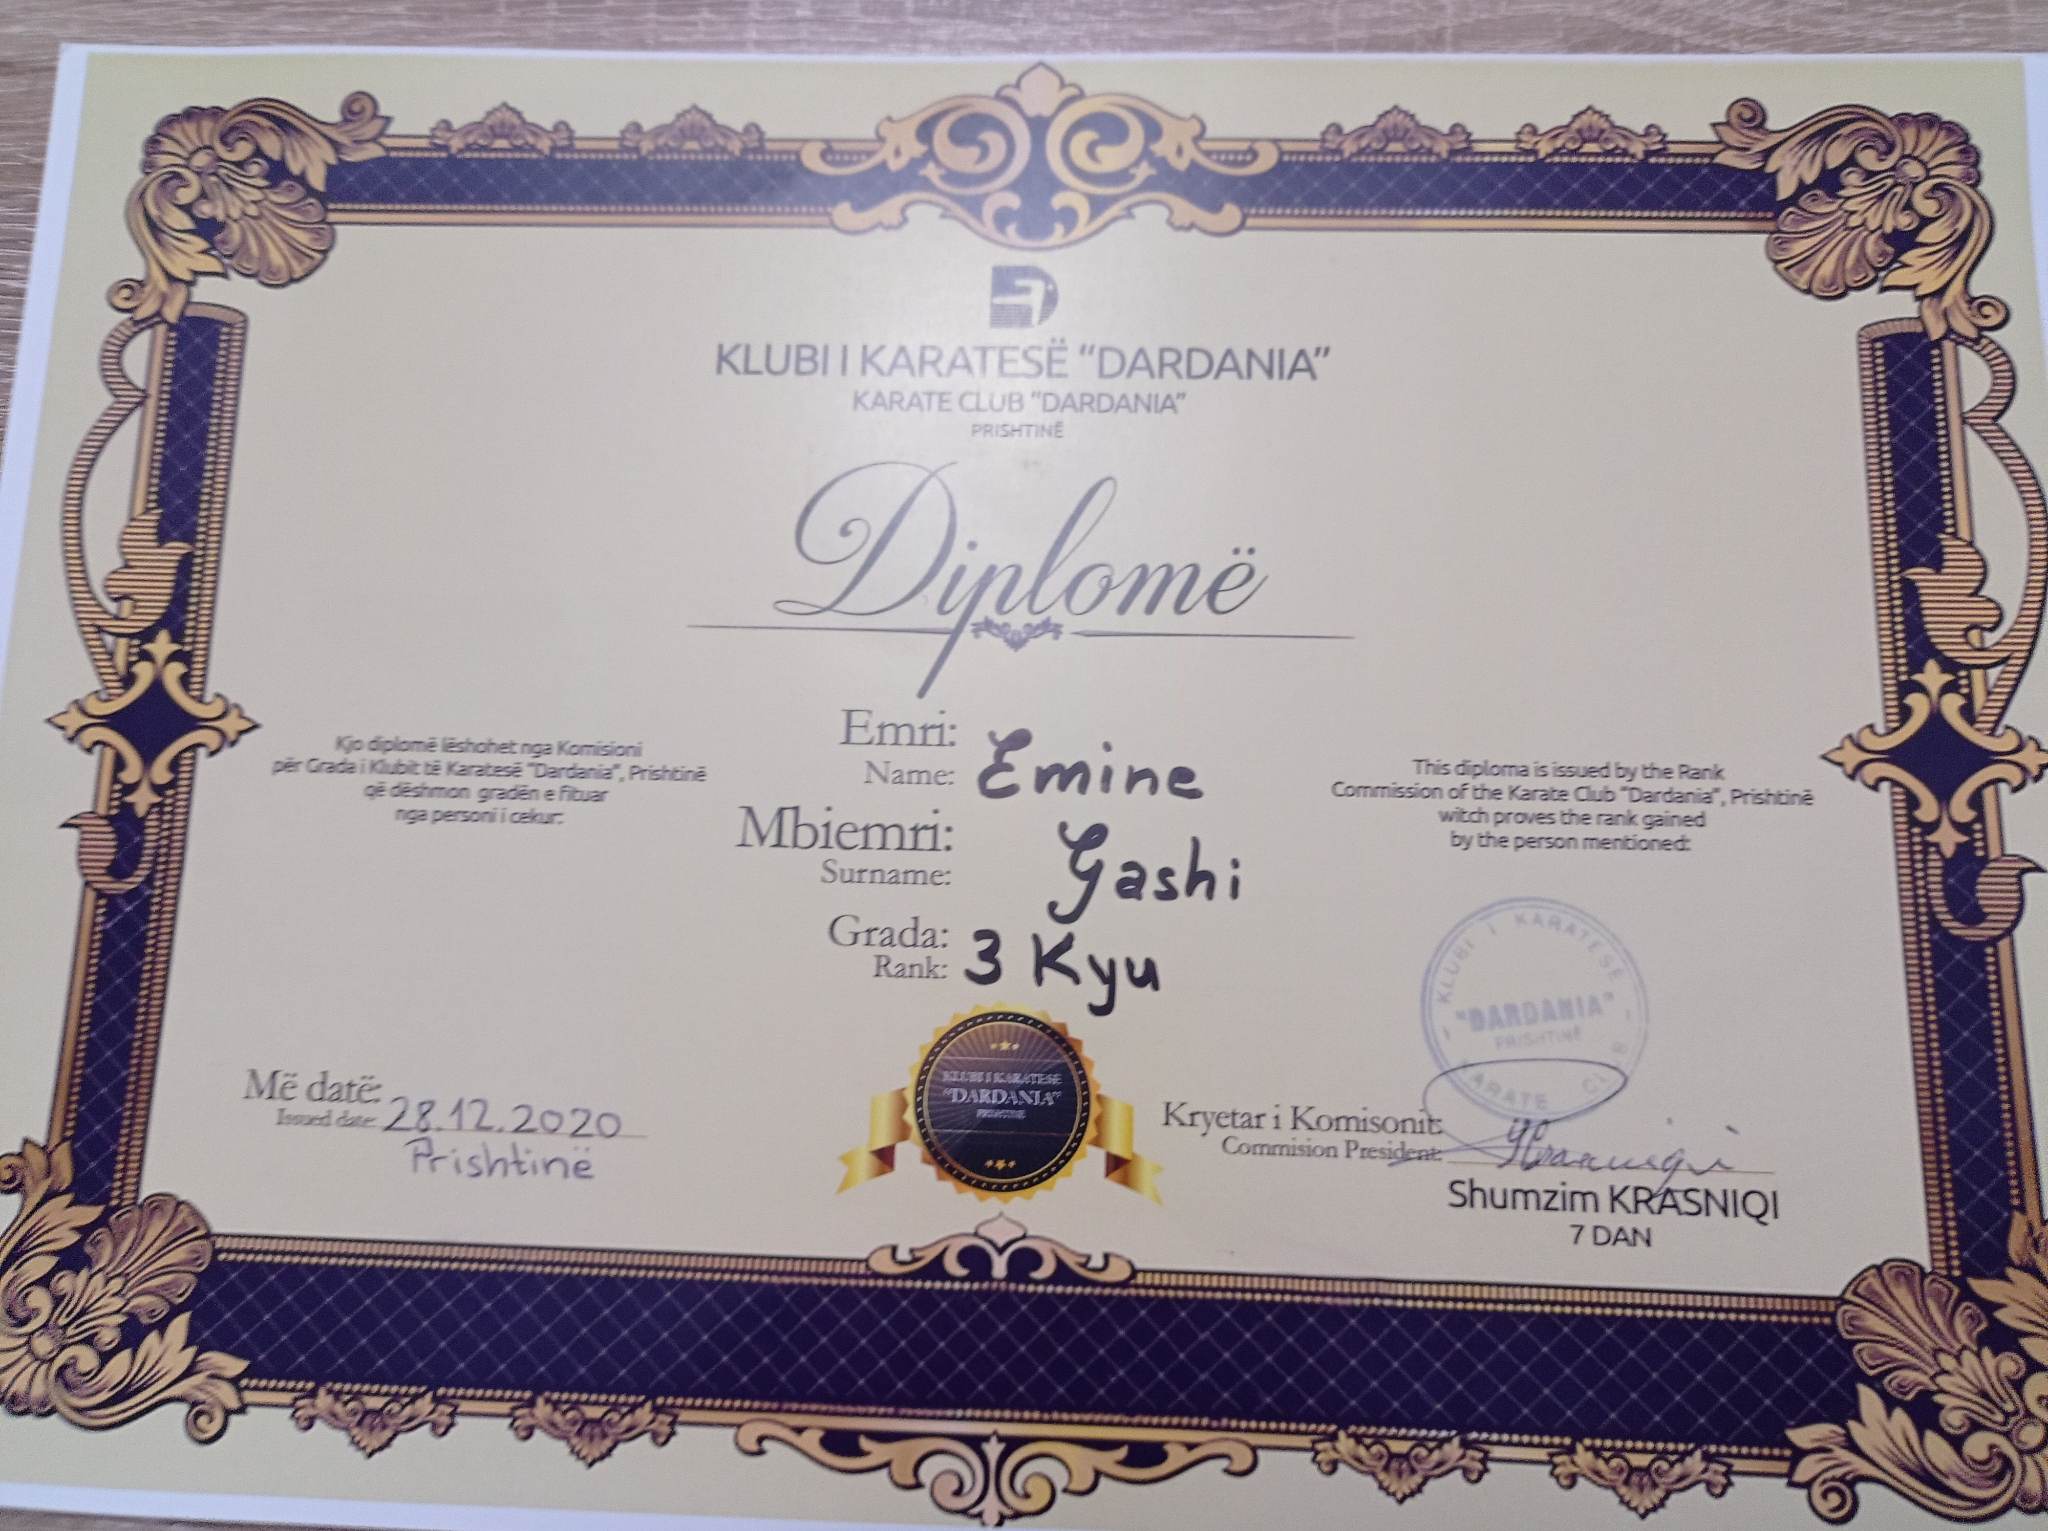 KLUBI I KARATESË "DARDANIA"
KARATE CLUB "DARDANIA"
PRISHTINË
Diplomë
Kjo diplomë lëshohet nga Komisioni
për Grada i Klubit të Karatesë "Dardania", Prishtinë
që dëshmon gradën e fituar
nga personi i cekur:
Emri: Emine
Name:
Mbiemri: Gashi
Surname:
Grada: 3 Kyu
Rank:
This diploma is issued by the Rank
Commission of the Karate Club "Dardania", Prishtinë
witch proves the rank gained
by the person mentioned:
KLUBI I KARATESË
"DARDANIA"
PRISHTINË
KARATE CLUB
Më datë: 28.12.2020
Issued date:
Prishtinë
KLUBI I KARATESË
"DARDANIA"
PRISHTINË
Kryetar i Komisonit:
Commision President:
Krasniqi
Shumzim KRASNIQI
7 DAN